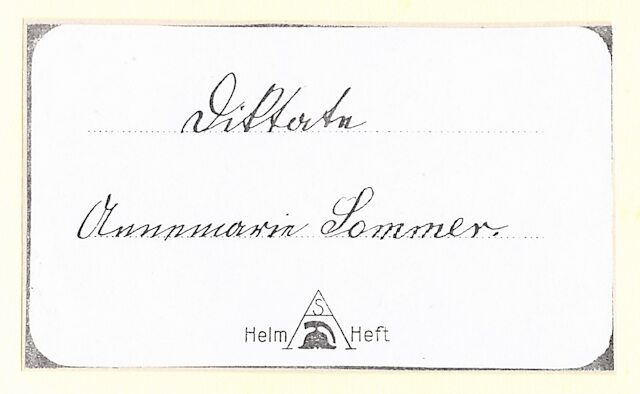 Diktate
Annemarie Sommer.
S
Helm Heft